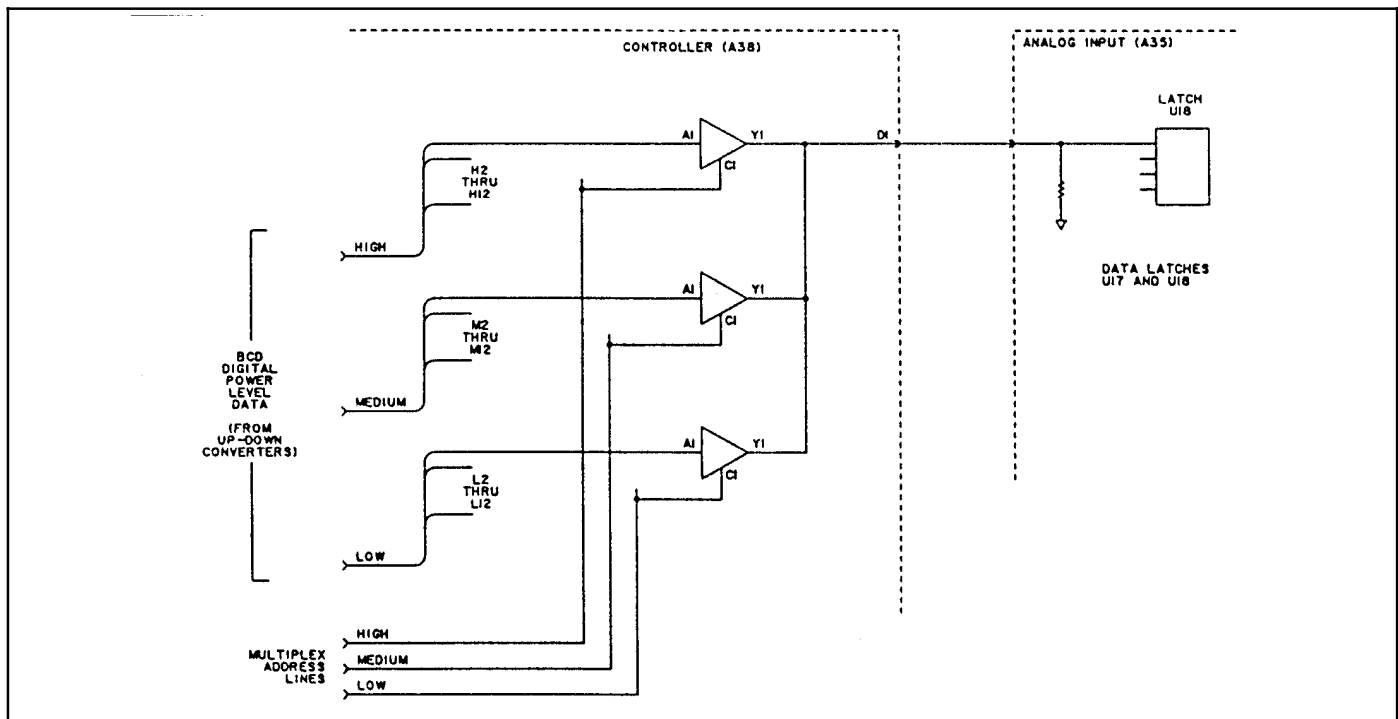 CONTROLLER (A38)
ANALOG INPUT (A35)
LATCH
U18
A1
Y1
D1
C1
H2
THRU
H12
HIGH
DATA LATCHES
U17 AND U18
A1
Y1
C1
M2
THRU
M12
MEDIUM
BCD
DIGITAL
POWER
LEVEL
DATA
(FROM
UP-DOWN
CONVERTERS)
A1
Y1
C1
L2
THRU
L12
LOW
MULTIPLEX
ADDRESS
LINES
HIGH
MEDIUM
LOW